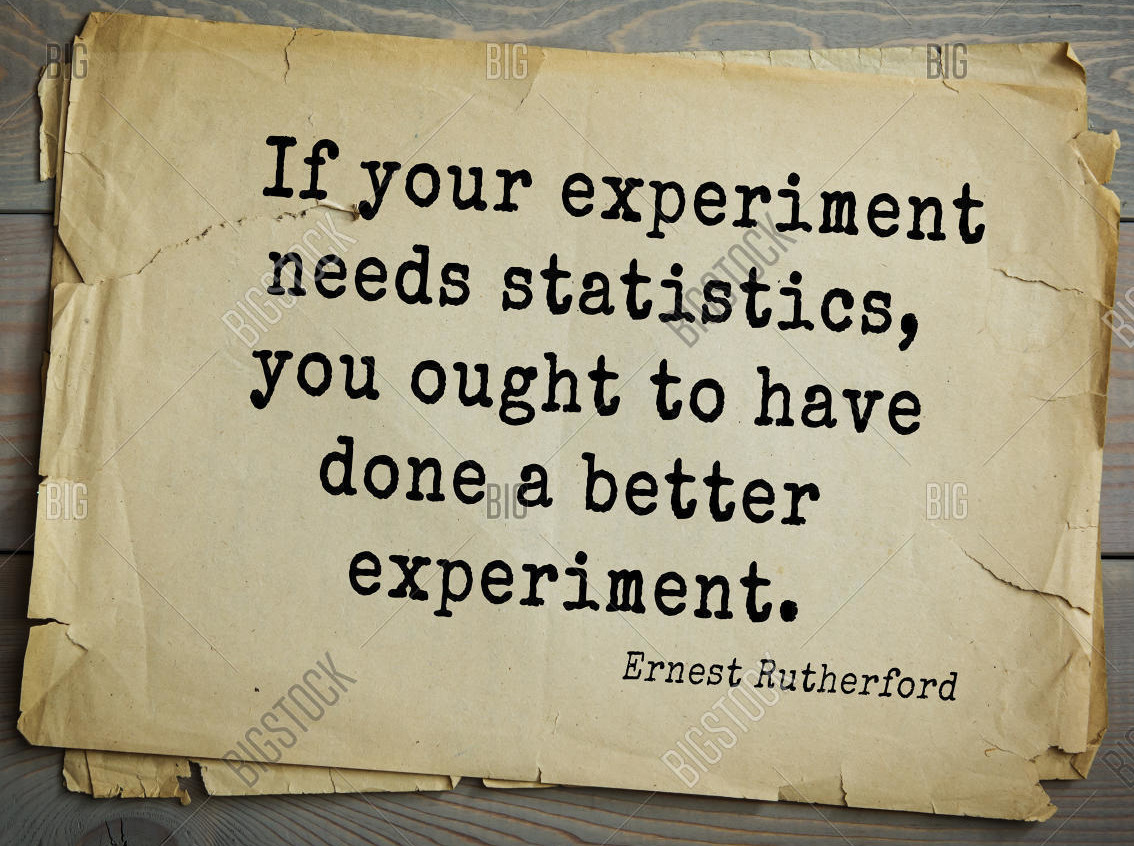 BIG BIG BIG
If your experiment
needs statistics,
you ought to have
done a better
experiment.
Ernest Rutherford
BIGSTOCK BIGSTOCK
BIG BIG BIG
BIGSTOCK BIGSTOCK